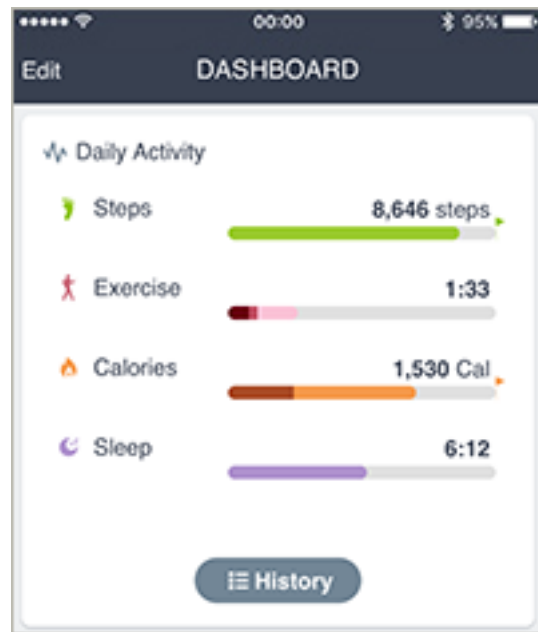 00:00 95%
Edit DASHBOARD
Daily Activity
Steps 8,646 steps
Exercise 1:33
Calories 1,530 Cal
Sleep 6:12
History